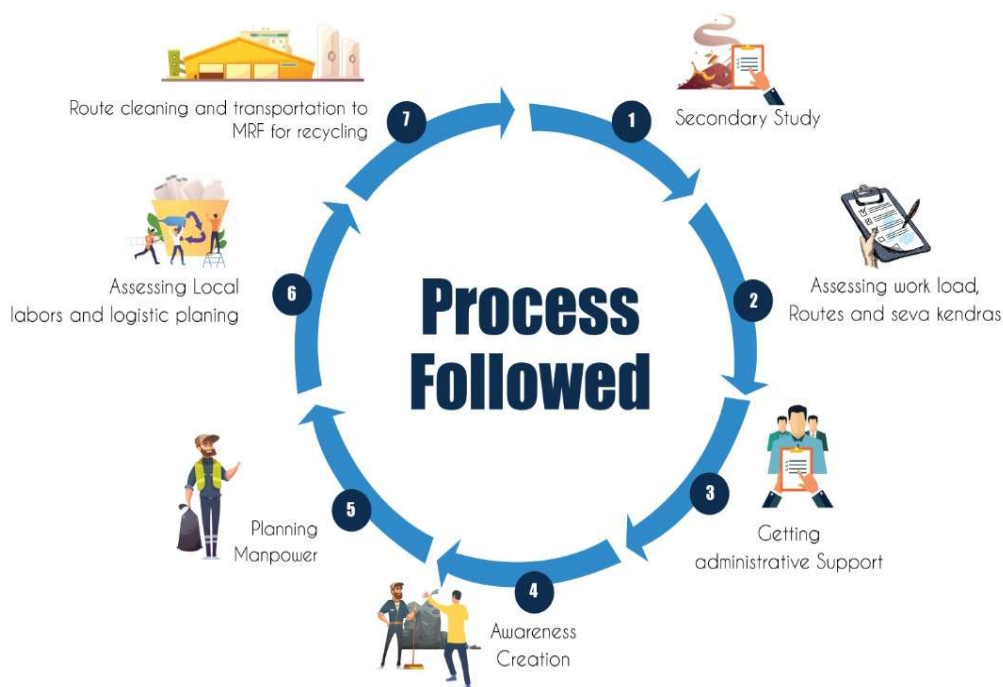 Process
Followed
1
Secondary Study
2
Assessing work load,
Routes and seva kendras
3
Getting
administrative Support
4
Awareness
Creation
5
Planning
Manpower
6
Assessing Local
labors and logistic planing
7
Route cleaning and transportation to
MRF for recycling